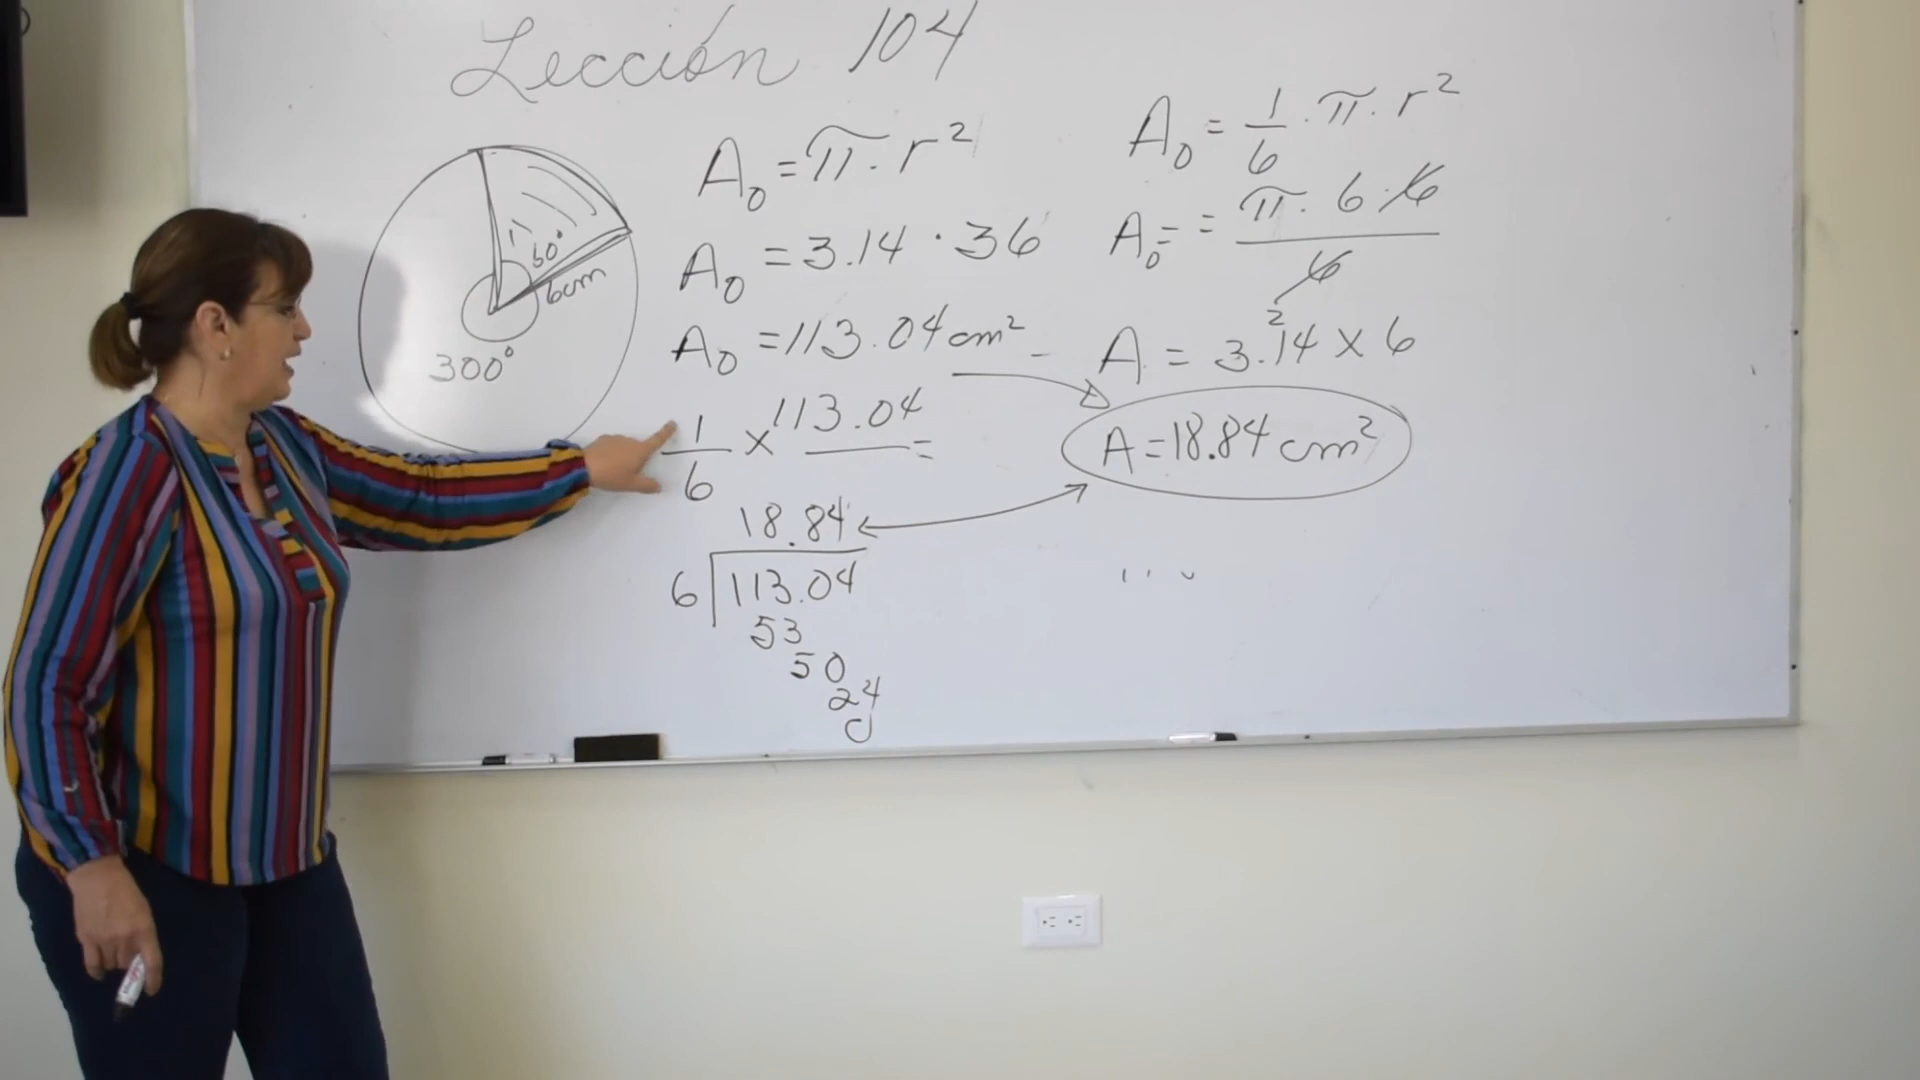 Lección 104
60°
6cm
300°
A₀ = π · r²
A₀ = 3.14 · 36
A₀ = 113.04 cm²
1/6 × 113.04/ =
18.84
6 113.04
53
50
24
0
A₀ = 1/6 · π · r²
A₀ = = π · 6 · 6/6
2
A = 3.14 × 6
A = 18.84 cm²